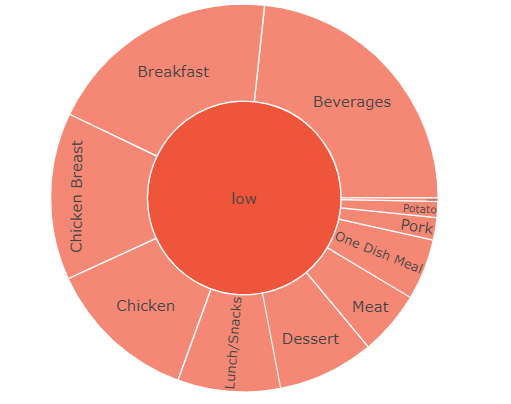 Breakfast
Beverages
Chicken Breast
low
Potato
Pork
One Dish Meal
Chicken
Meat
Lunch/Snacks
Dessert